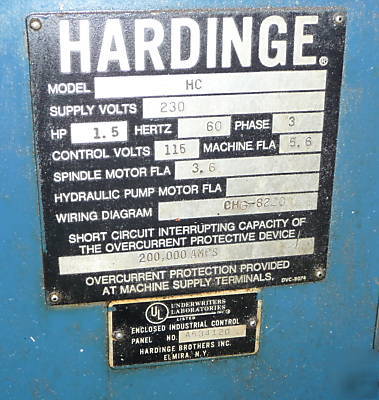 HARDINGE®
MODEL HC
SUPPLY VOLTS 230
HP 1.5 HERTZ 60 PHASE 3
CONTROL VOLTS 115 MACHINE FLA 5.6
SPINDLE MOTOR FLA 3.6
HYDRAULIC PUMP MOTOR FLA
WIRING DIAGRAM
SHORT CIRCUIT INTERRUPTING CAPACITY OF
THE OVERCURRENT PROTECTIVE DEVICE
200,000 AMPS
OVERCURRENT PROTECTION PROVIDED
AT MACHINE SUPPLY TERMINALS.
UL UNDERWRITERS
LABORATORIES
INC.®
LISTED
ENCLOSED INDUSTRIAL CONTROL
PANEL NO.
HARDINGE BROTHERS INC.
ELMIRA, N.Y.